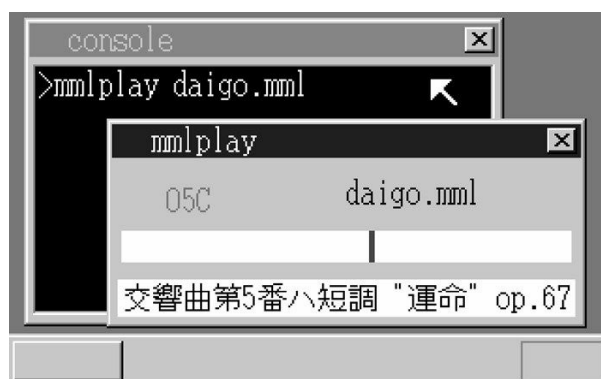 console
>mmlplay daigo.mml
mmlplay
O5C daigo.mml
交響曲第5番ハ短調 "運命" op.67